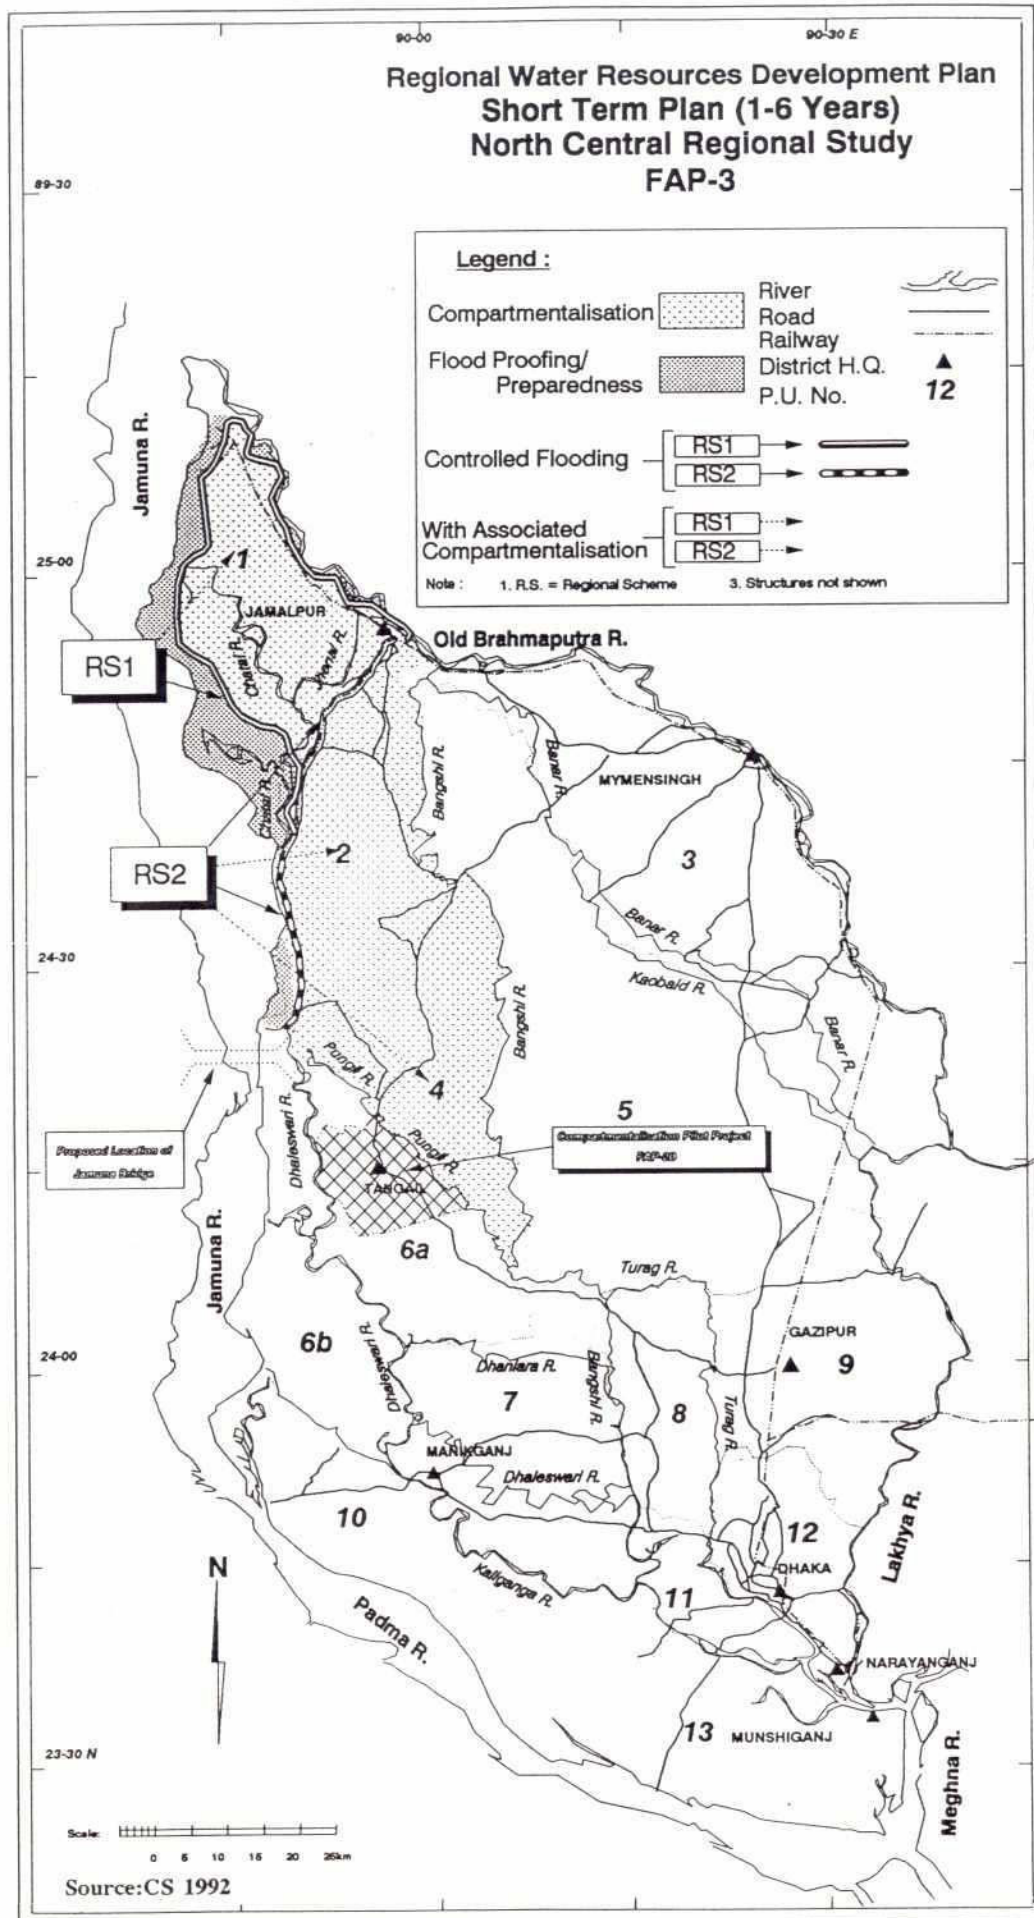 90-00
90-30 E
Regional Water Resources Development Plan
Short Term Plan (1-6 Years)
North Central Regional Study
FAP-3
89-30
Legend :
Compartmentalisation
River
Road
Railway
Flood Proofing/
Preparedness
District H.Q.
P.U. No.
12
Controlled Flooding
RS1
RS2
With Associated
Compartmentalisation
RS1
RS2
Note : 1. R.S. = Regional Scheme 3. Structures not shown
Jamuna R.
25-00
1
JAMALPUR
Chatal R.
Jhenai R.
Old Brahmaputra R.
RS1
Chatal R.
Bangshi R.
Banar R.
MYMENSINGH
RS2
2
3
Banar R.
24-30
Kaobaid R.
Bangshi R.
Banar R.
Pungli R.
4
5
Dhaleswari R.
Proposed Location of
Jamuna Bridge
Pungli R.
Compartmentalisation Pilot Project
FAP-20
TANGAIL
Jamuna R.
6a
Turag R.
6b
Dhaleswari R.
GAZIPUR
24-00
Dhantara R.
9
7
Bangshi R.
8
Turag R.
MANIKGANJ
Dhaleswari R.
10
12
Lakhya R.
N
DHAKA
Kaliganga R.
11
Padma R.
NARAYANGANJ
13
MUNSHIGANJ
23-30 N
Meghna R.
Scale:
0 5 10 15 20 25km
Source:CS 1992